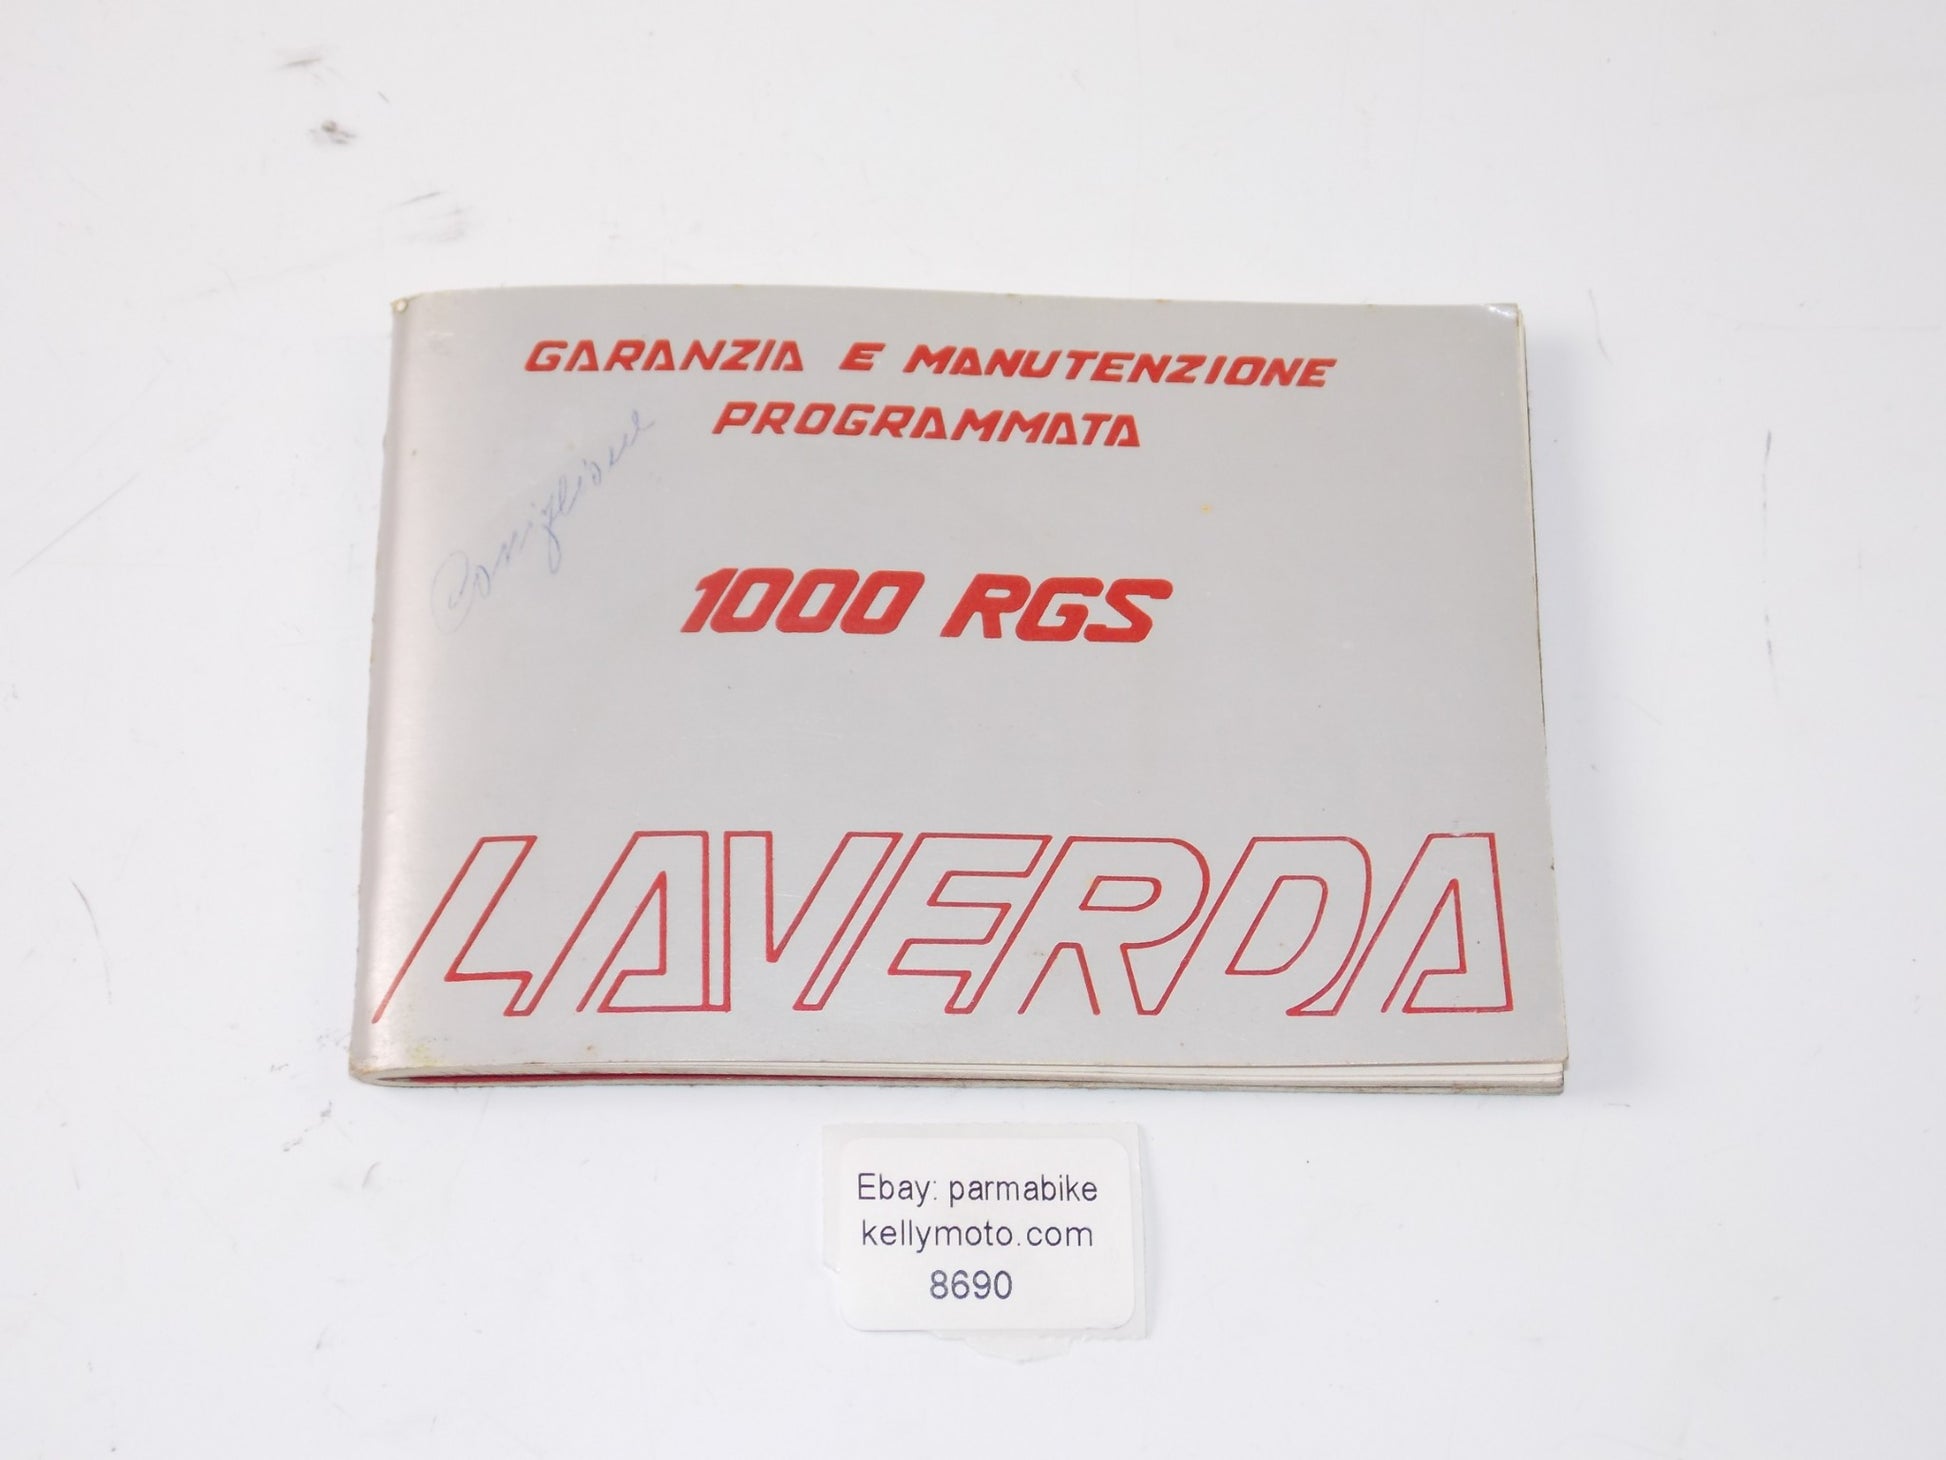 GARANZIA E MANUTENZIONE
PROGRAMMATA
1000 RGS
LAVERDA
Ebay: parmabike
kellymoto.com
8690